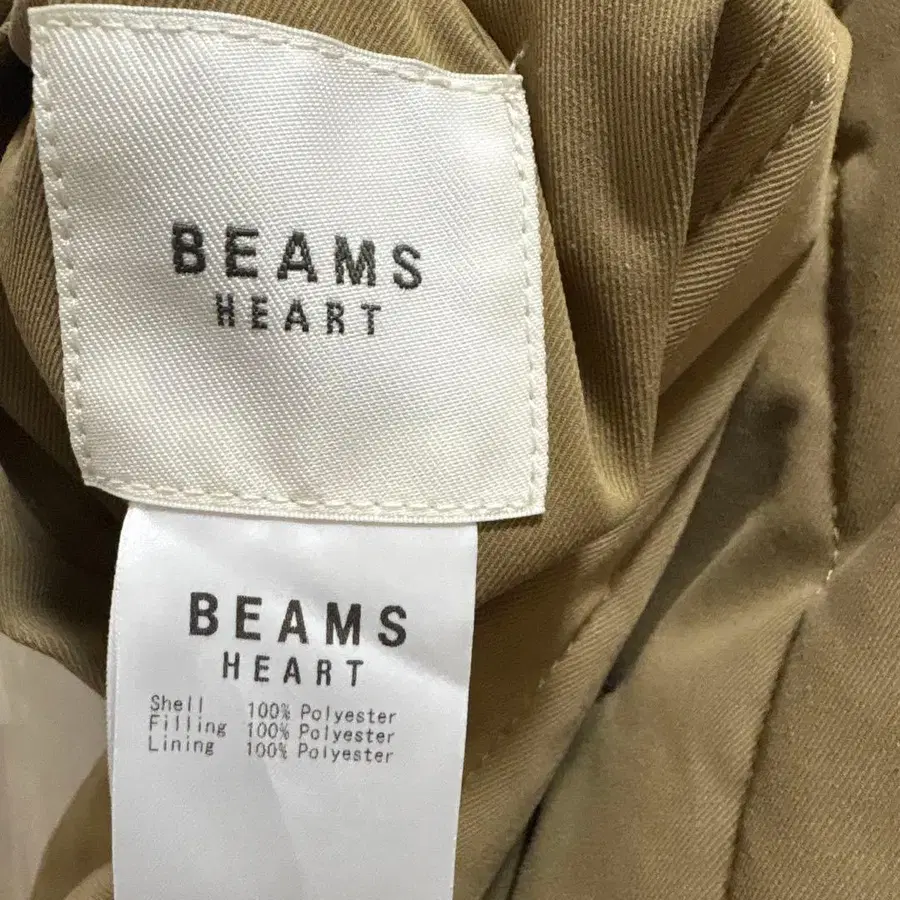 BEAMS
HEART
BEAMS
HEART
Shell 100% Polyester
Filling 100% Polyester
Lining 100% Polyester